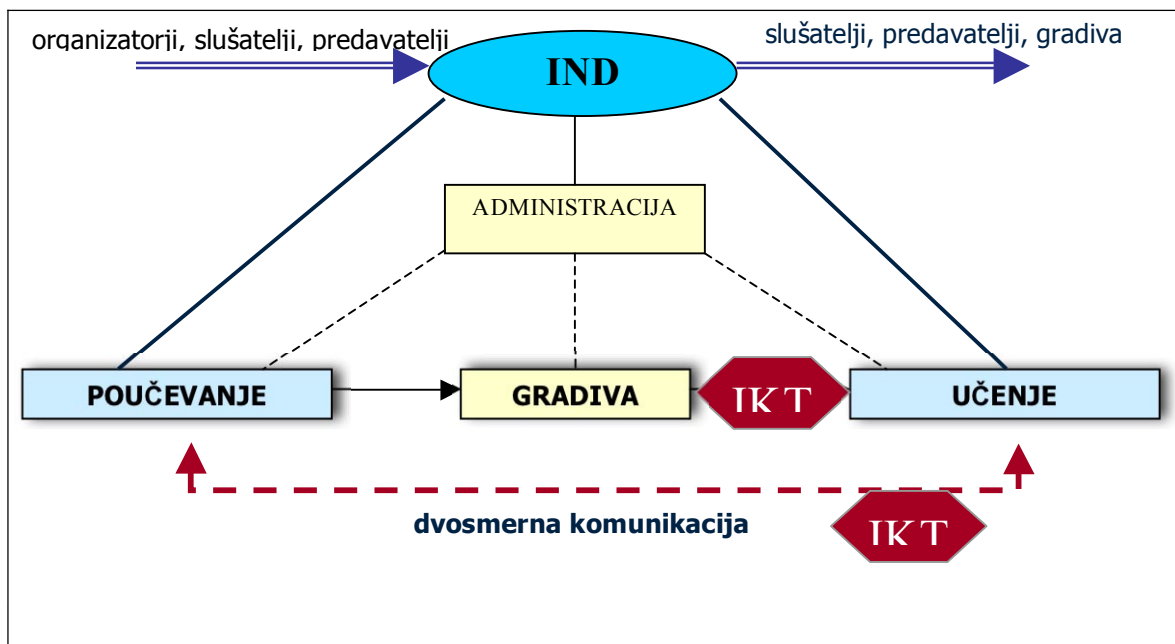 organizatorji, slušatelji, predavatelji
slušatelji, predavatelji, gradiva
IND
ADMINISTRACIJA
POUČEVANJE
GRADIVA
IKT
UČENJE
dvosmerna komunikacija
IKT